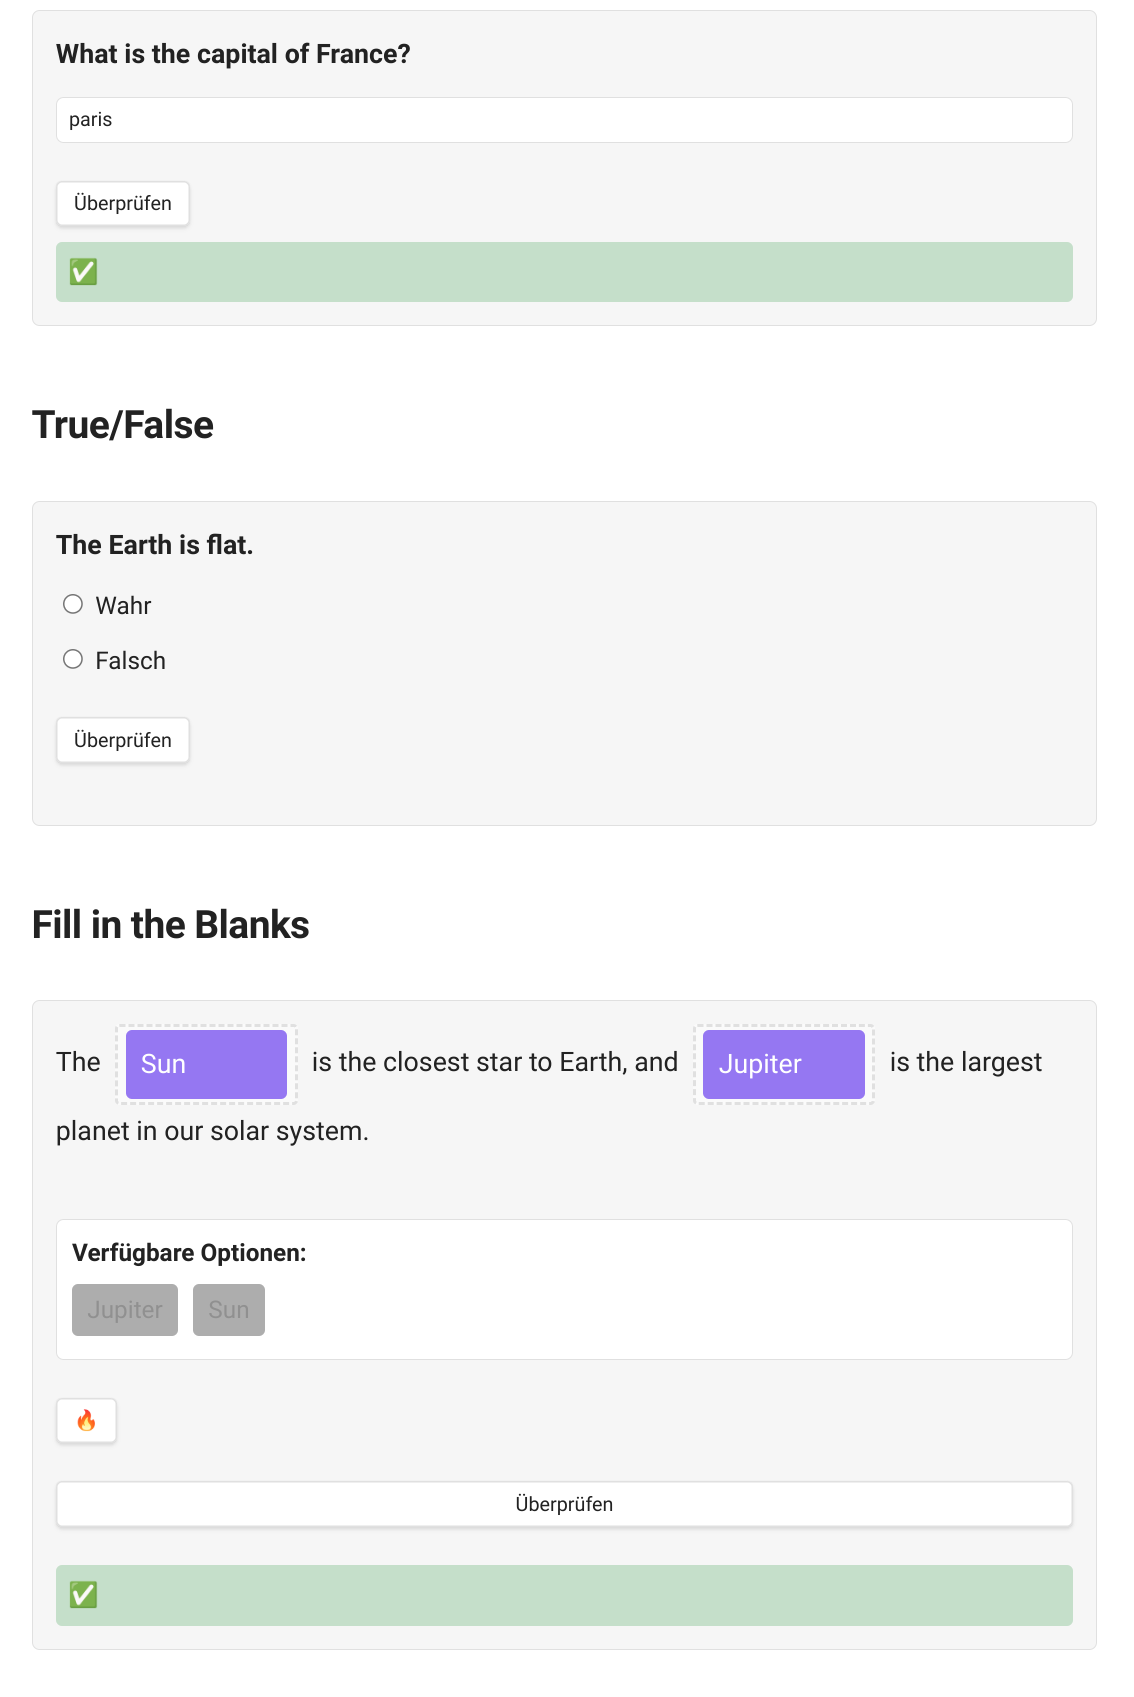 What is the capital of France?
paris
Überprüfen
✅
True/False
The Earth is flat.
Wahr
Falsch
Überprüfen
Fill in the Blanks
The Sun is the closest star to Earth, and Jupiter is the largest
planet in our solar system.
Verfügbare Optionen:
Jupiter Sun
🔥
Überprüfen
✅